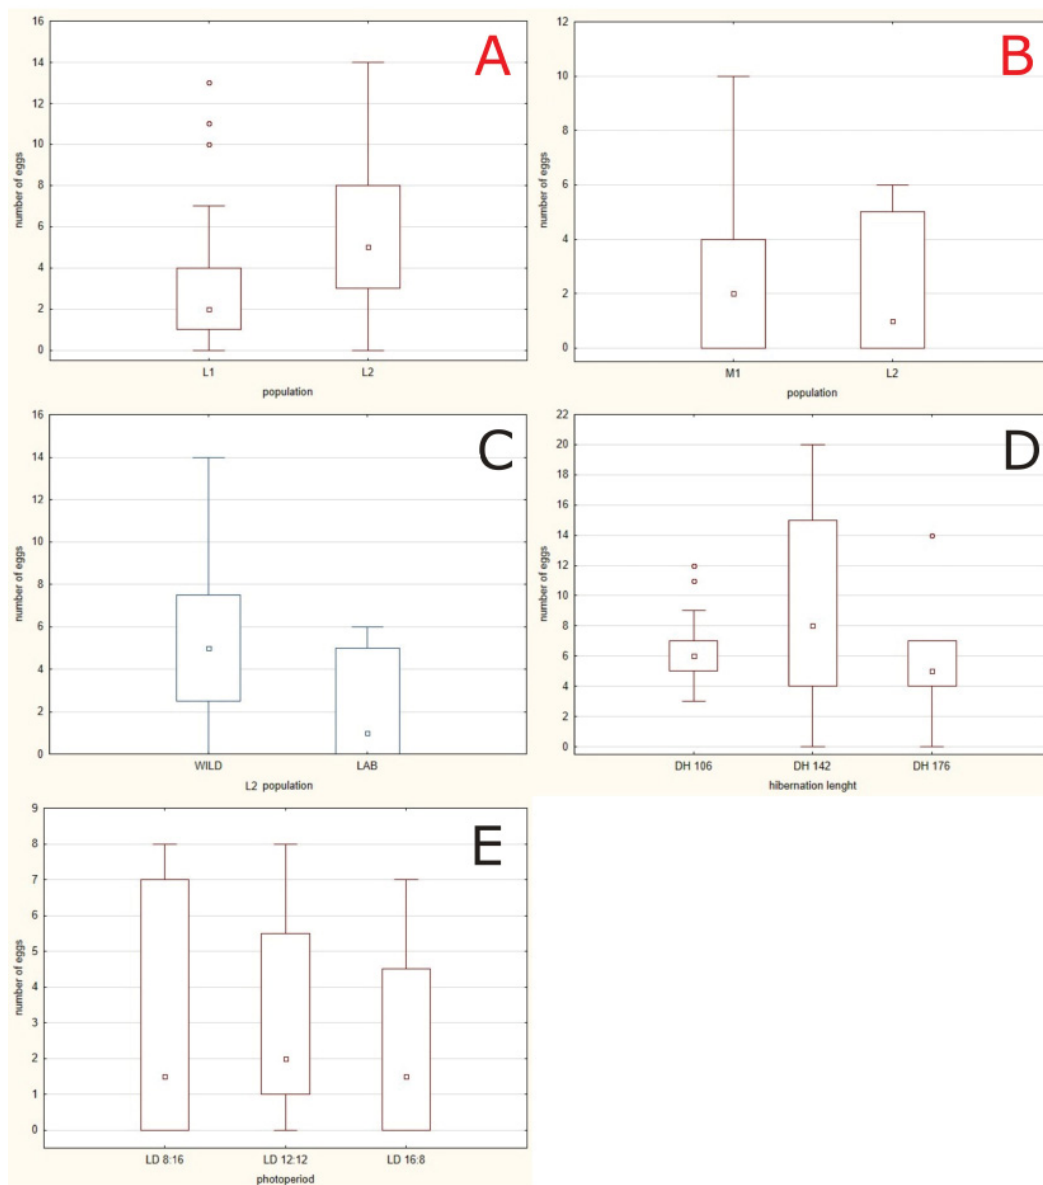 A
16
14
12
10
8
6
4
2
0
number of eggs
L1 L2
population
B
12
10
8
6
4
2
0
number of eggs
M1 L2
population
C
16
14
12
10
8
6
4
2
0
number of eggs
WILD LAB
L2 population
D
22
20
18
16
14
12
10
8
6
4
2
0
number of eggs
DH 106 DH 142 DH 176
hibernation lenght
E
9
8
7
6
5
4
3
2
1
0
number of eggs
LD 8:16 LD 12:12 LD 16:8
photoperiod